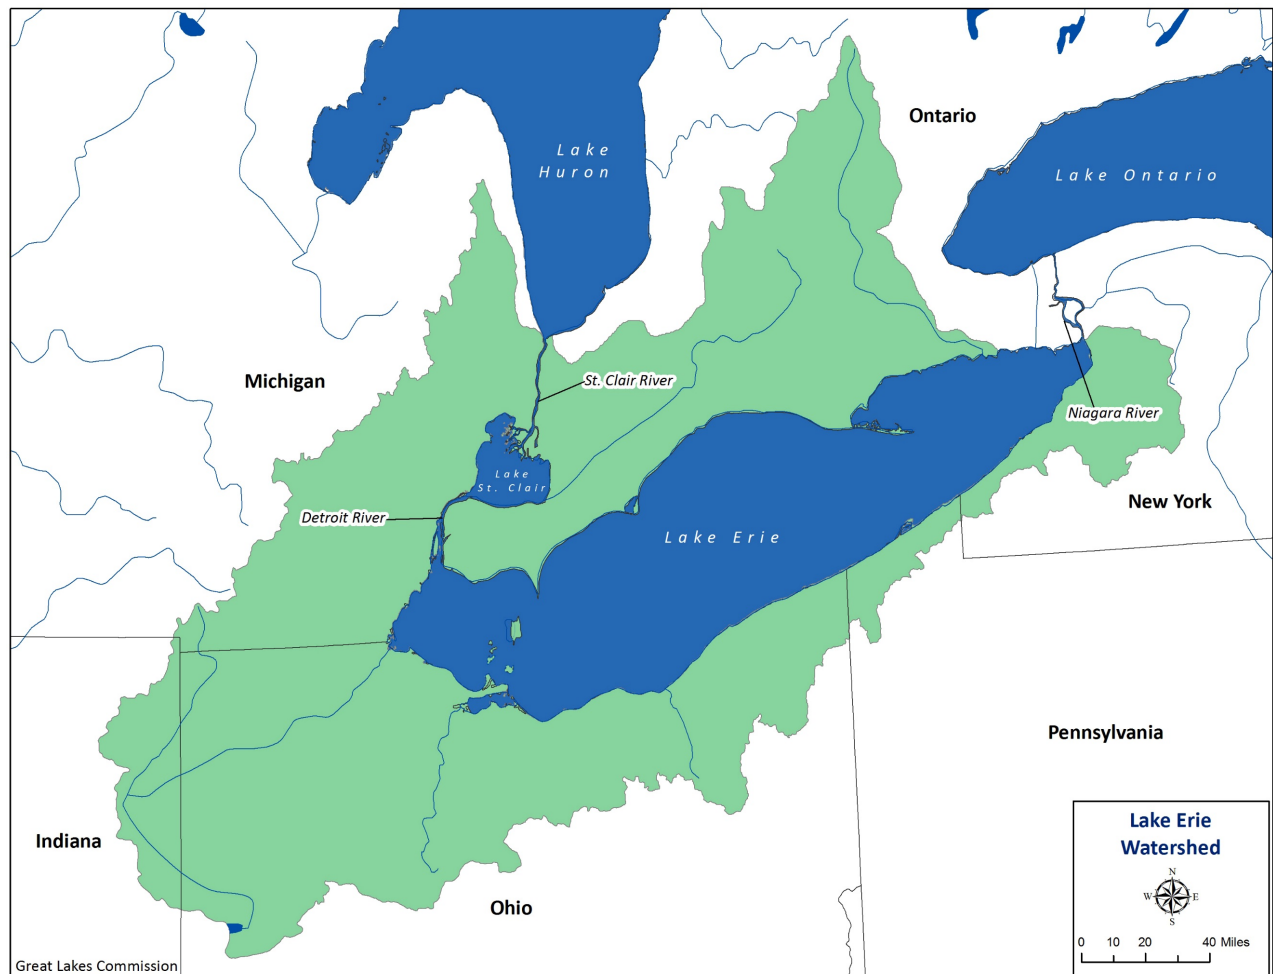 Ontario
Lake
Huron
Lake Ontario
Michigan
St. Clair River
Niagara River
Lake
St. Clair
New York
Detroit River
Lake Erie
Pennsylvania
Indiana
Ohio
Lake Erie
Watershed
N
W E
S
0 10 20 40 Miles
Great Lakes Commission